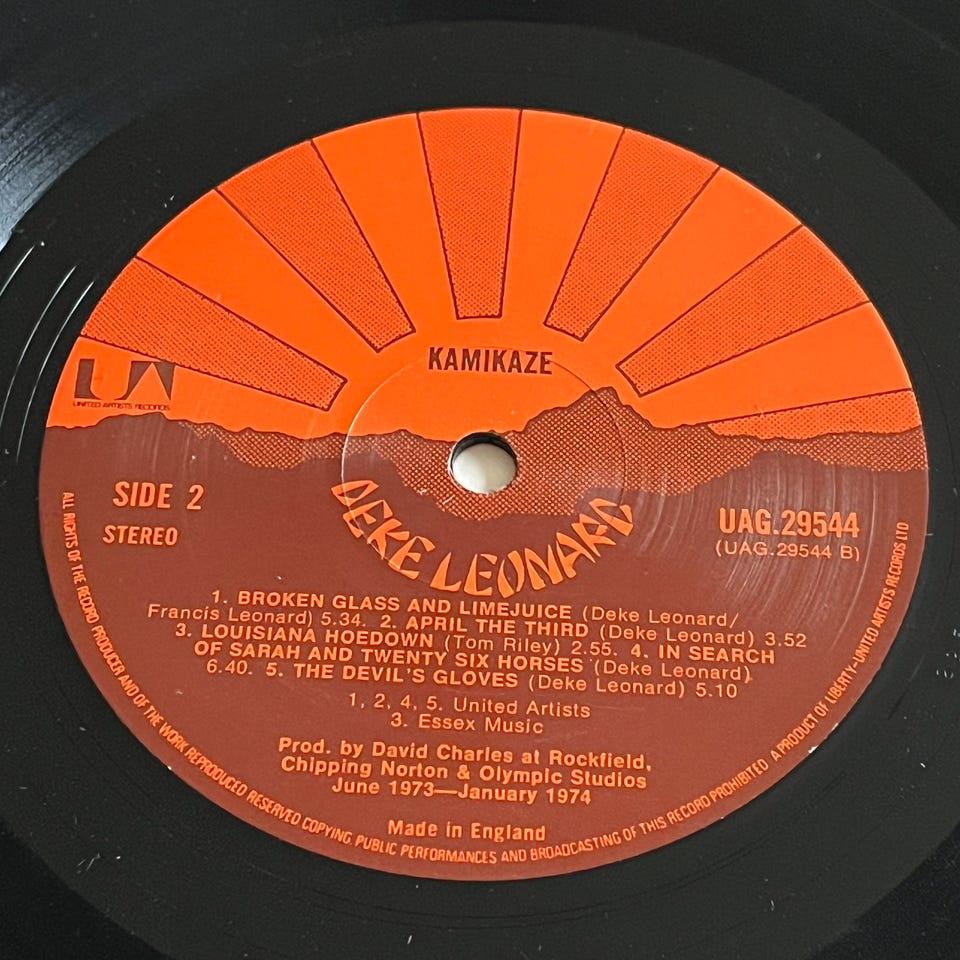 KAMIKAZE
UNITED ARTISTS RECORDS
SIDE 2
STEREO
UAG.29544
(UAG.29544 B)
DEKE LEONARD
1. BROKEN GLASS AND LIMEJUICE (Deke Leonard/
Francis Leonard) 5.34. 2. APRIL THE THIRD (Deke Leonard) 3.52
3. LOUISIANA HOEDOWN (Tom Riley) 2.55. 4. IN SEARCH
OF SARAH AND TWENTY SIX HORSES (Deke Leonard)
6.40. 5. THE DEVIL'S GLOVES (Deke Leonard) 5.10
1, 2, 4, 5. United Artists
3. Essex Music
Prod. by David Charles at Rockfield,
Chipping Norton & Olympic Studios
June 1973—January 1974
Made in England
ALL RIGHTS OF THE RECORD PRODUCER AND OF THE WORK REPRODUCED RESERVED COPYING, PUBLIC PERFORMANCES AND BROADCASTING OF THIS RECORD PROHIBITED A PRODUCT OF LIBERTY-UNITED ARTISTS RECORDS LTD